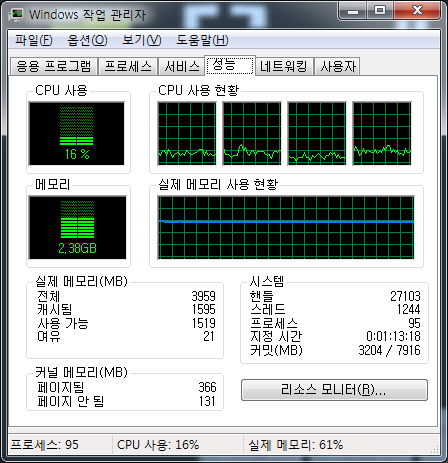 Windows 작업 관리자
파일(F) 옵션(O) 보기(V) 도움말(H)
응용 프로그램 프로세스 서비스 성능 네트워킹 사용자
CPU 사용 CPU 사용 현황
16 %
메모리 실제 메모리 사용 현황
2,38GB
실제 메모리(MB) 시스템
전체 3959 핸들 27103
캐시됨 1595 스레드 1244
사용 가능 1519 프로세스 95
여유 21 지정 시간 0:01:13:18
커밋(MB) 3204 / 7916
커널 메모리(MB)
페이지됨 366
페이지 안 됨 131
리소스 모니터(R)...
프로세스: 95 CPU 사용: 16% 실제 메모리: 61%